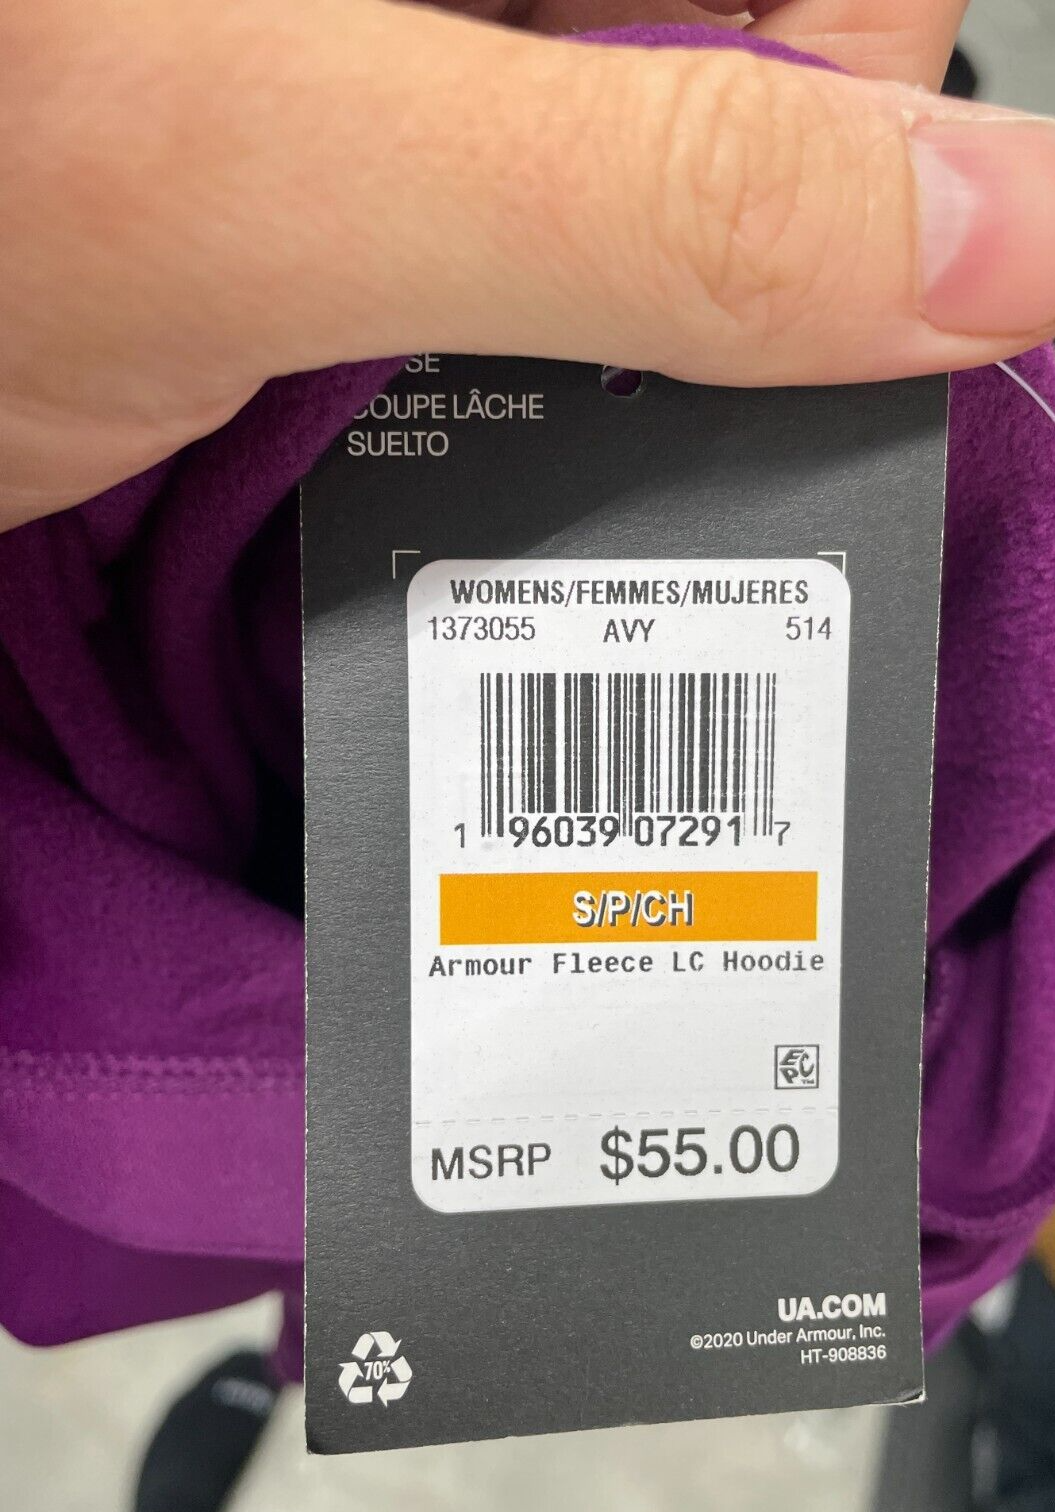 COUPE LÂCHE
SUELTO
WOMENS/FEMMES/MUJERES
1373055 AVY 514
1 96039 07291 7
S/P/CH
Armour Fleece LC Hoodie
EPC™
MSRP $55.00
UA.COM
©2020 Under Armour, Inc.
HT-908836
70%